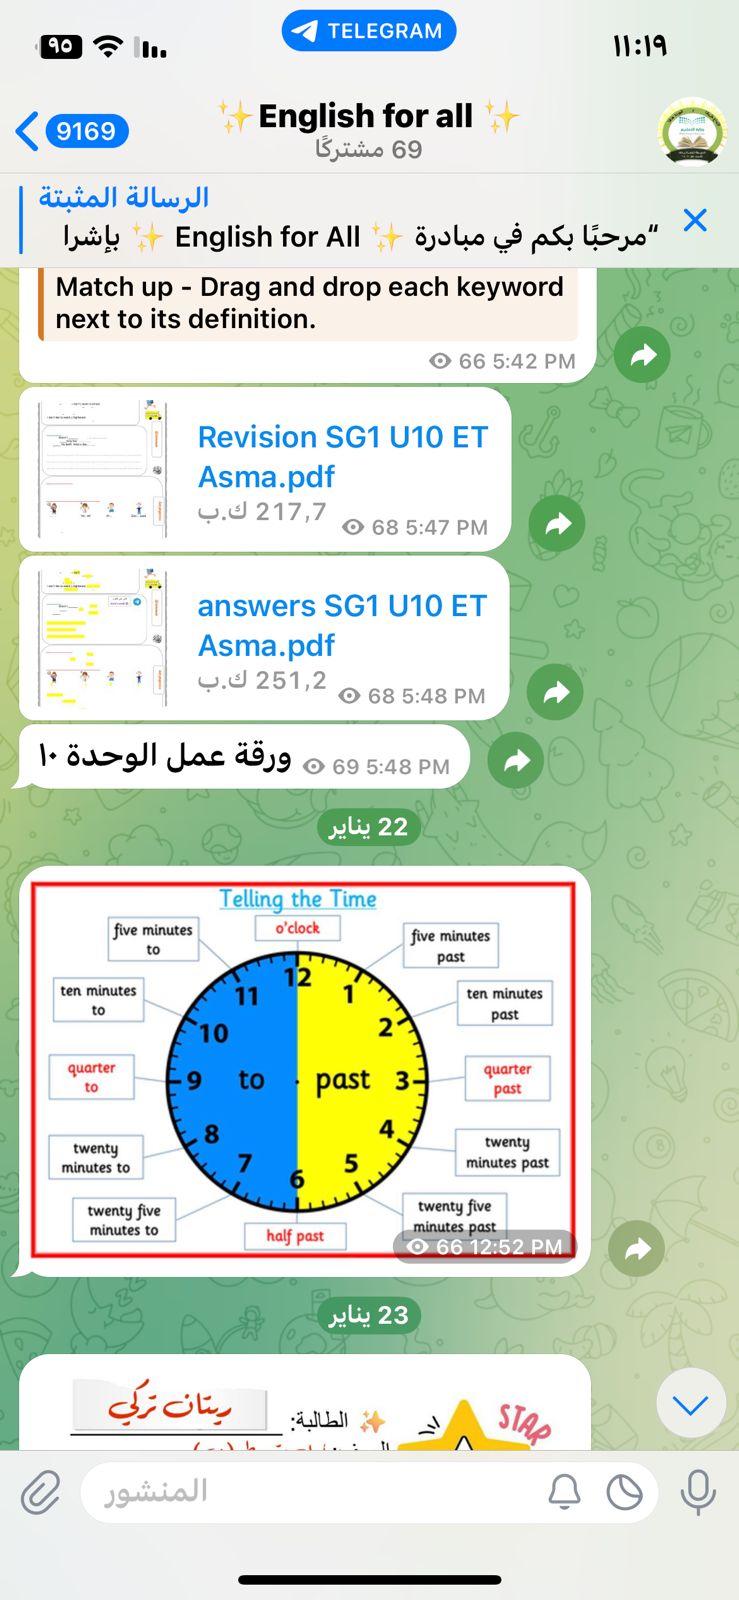 ٩٥
TELEGRAM
١١:١٩
9169
✨ English for all ✨
69 مشتركًا
الرسالة المثبتة
“مرحبًا بكم في مبادرة ✨ English for All ✨ بإشرا
Match up - Drag and drop each keyword
next to its definition.
66 5:42 PM
Revision SG1 U10 ET
Asma.pdf
217,7 ك.ب
68 5:47 PM
answers SG1 U10 ET
Asma.pdf
251,2 ك.ب
68 5:48 PM
ورقة عمل الوحدة ١٠
69 5:48 PM
22 يناير
Telling the Time
o'clock
five minutes
to
five minutes
past
ten minutes
to
ten minutes
past
quarter
to
quarter
past
twenty
minutes to
twenty
minutes past
twenty five
minutes to
twenty five
minutes past
half past
12
1
2
3
4
5
6
7
8
9
10
11
to
past
66 12:52 PM
23 يناير
الطالبة: ريتان تركي
STAR
المنشور